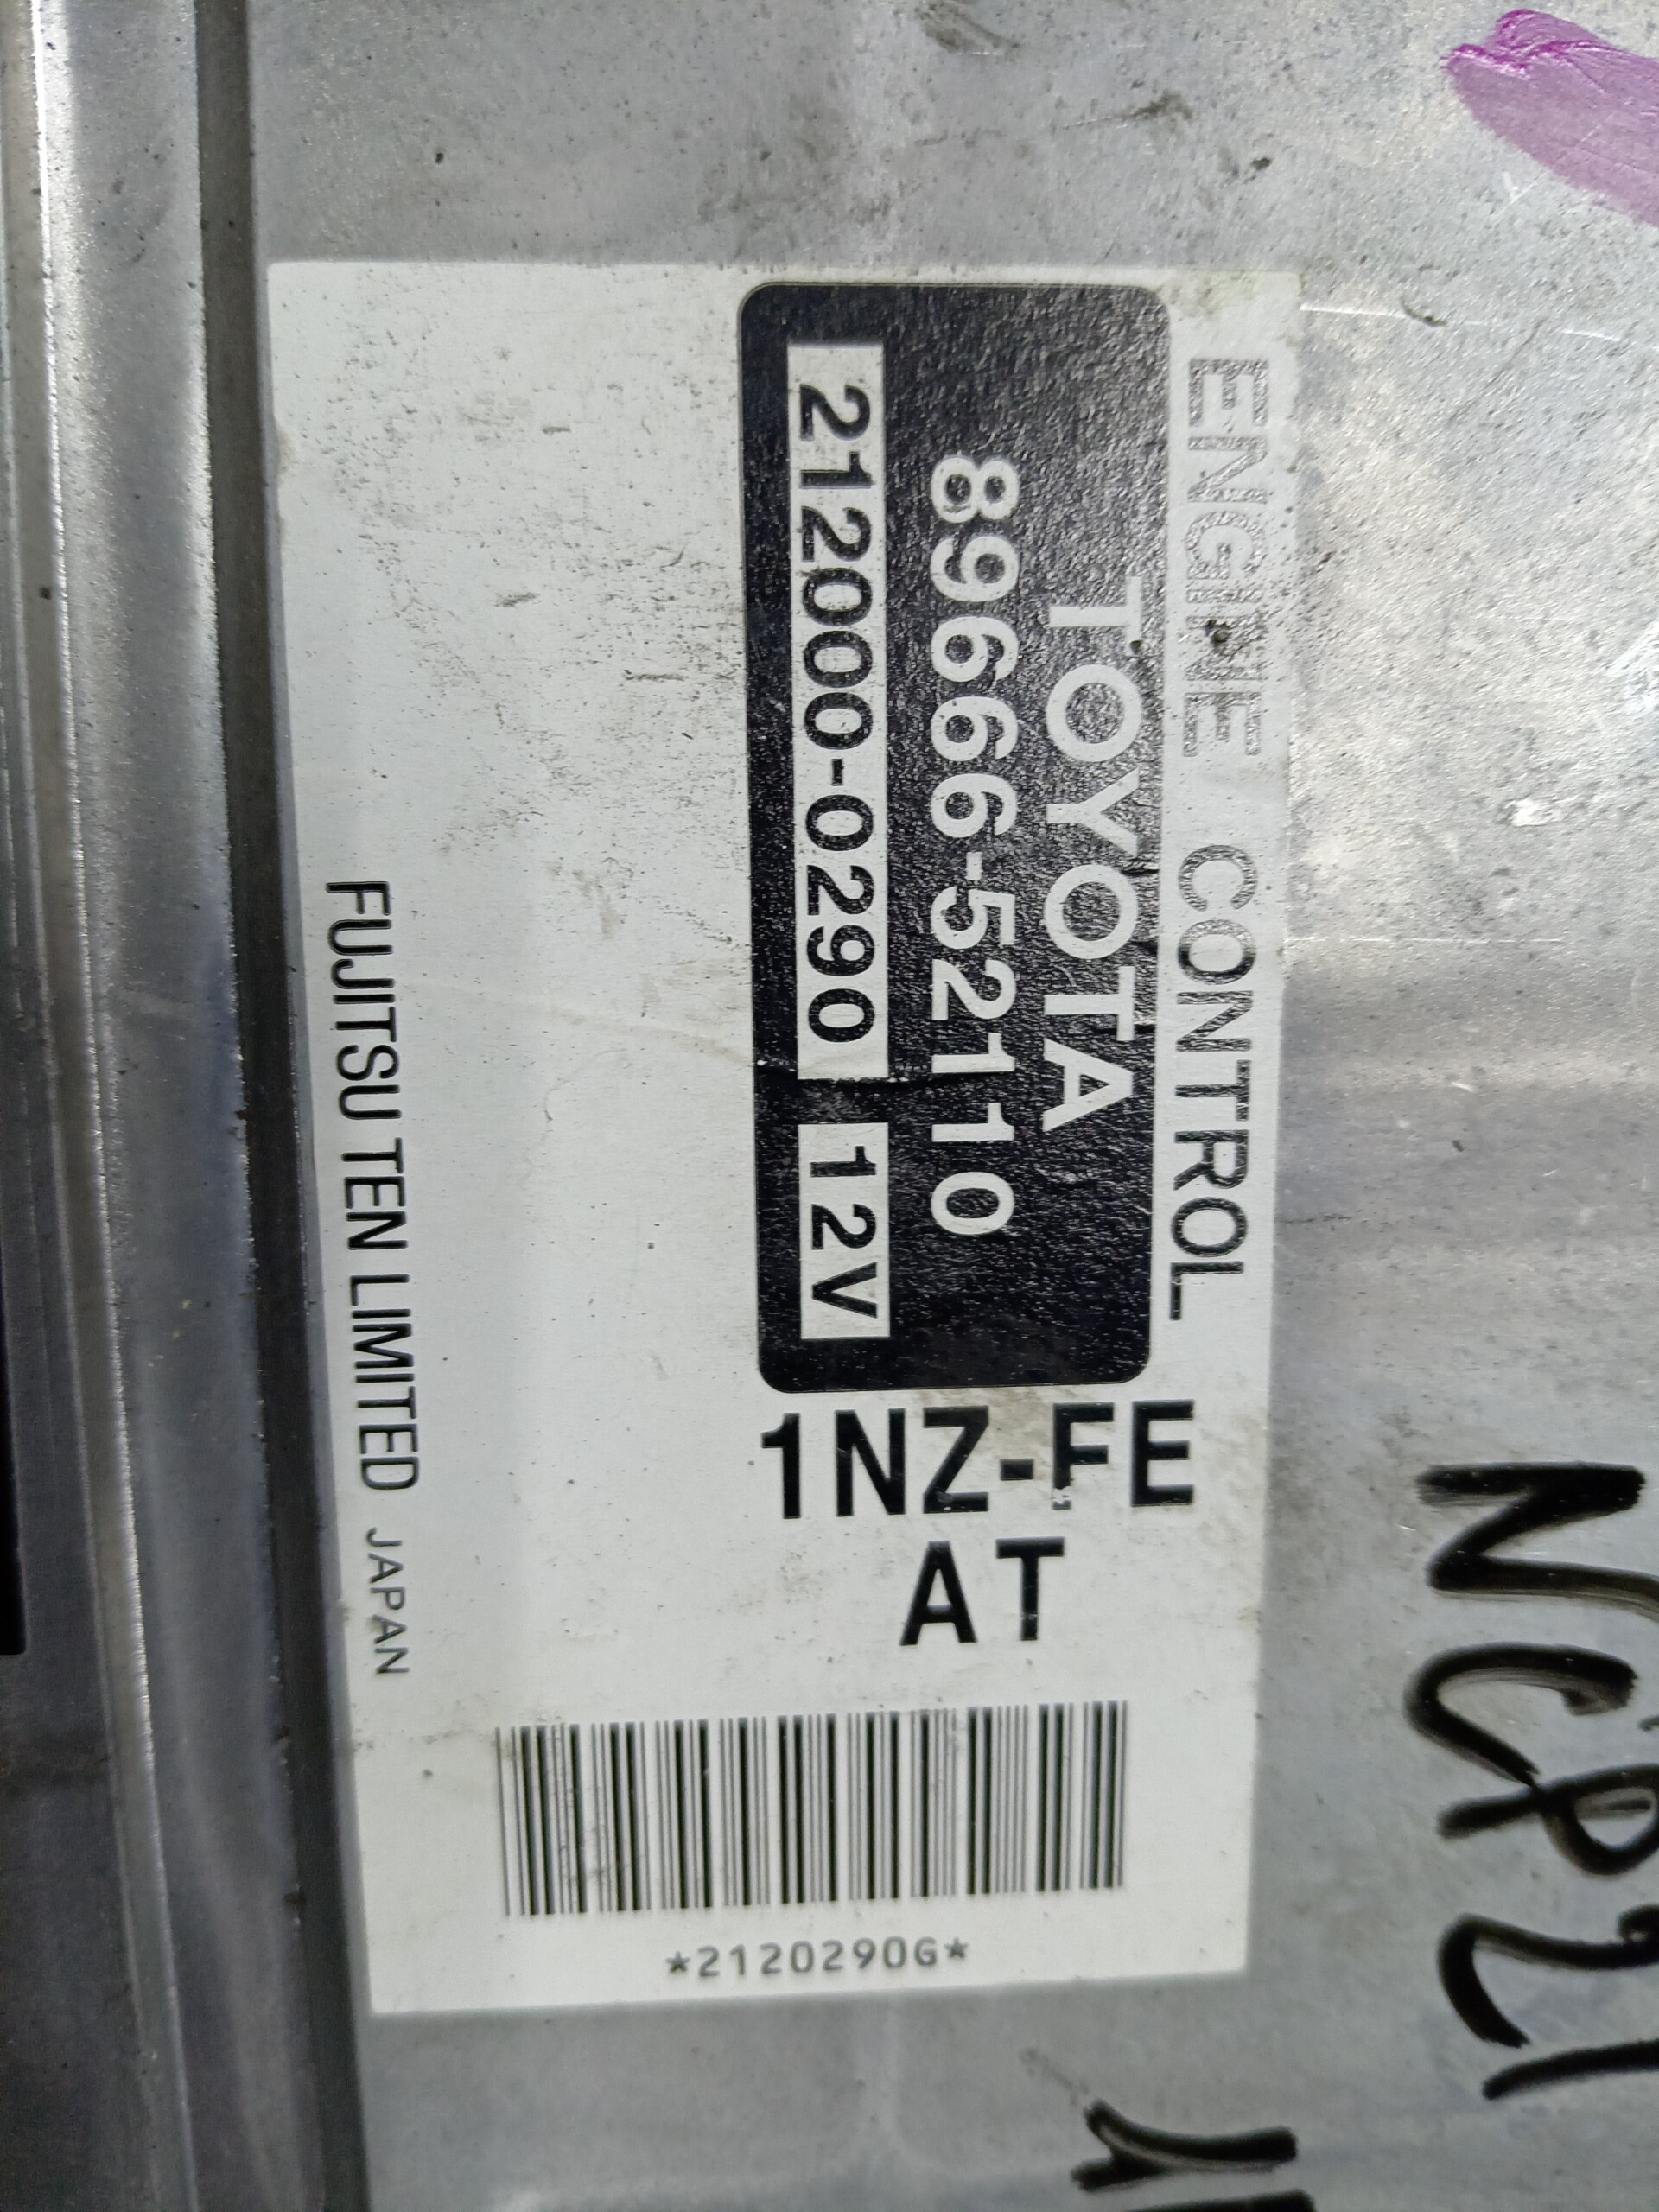 ENGINE CONTROL
TOYOTA
89666-52110
212000-0290 12V
1NZ-FE
AT
*2120290G*
FUJITSU TEN LIMITED JAPAN
NCP21